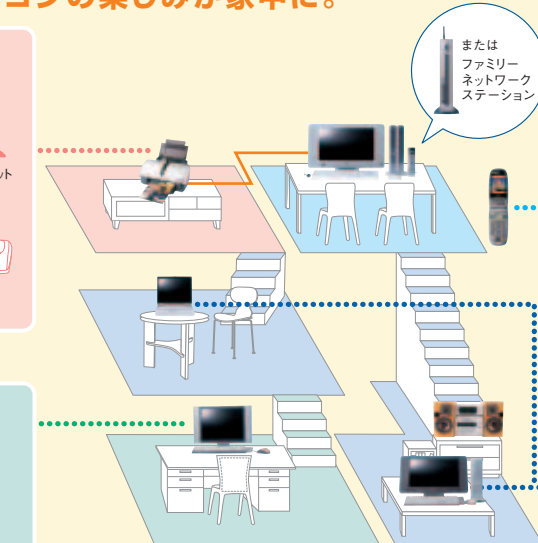 コンの楽しみが家中に。
または
ファミリー
ネットワーク
ステーション
ット